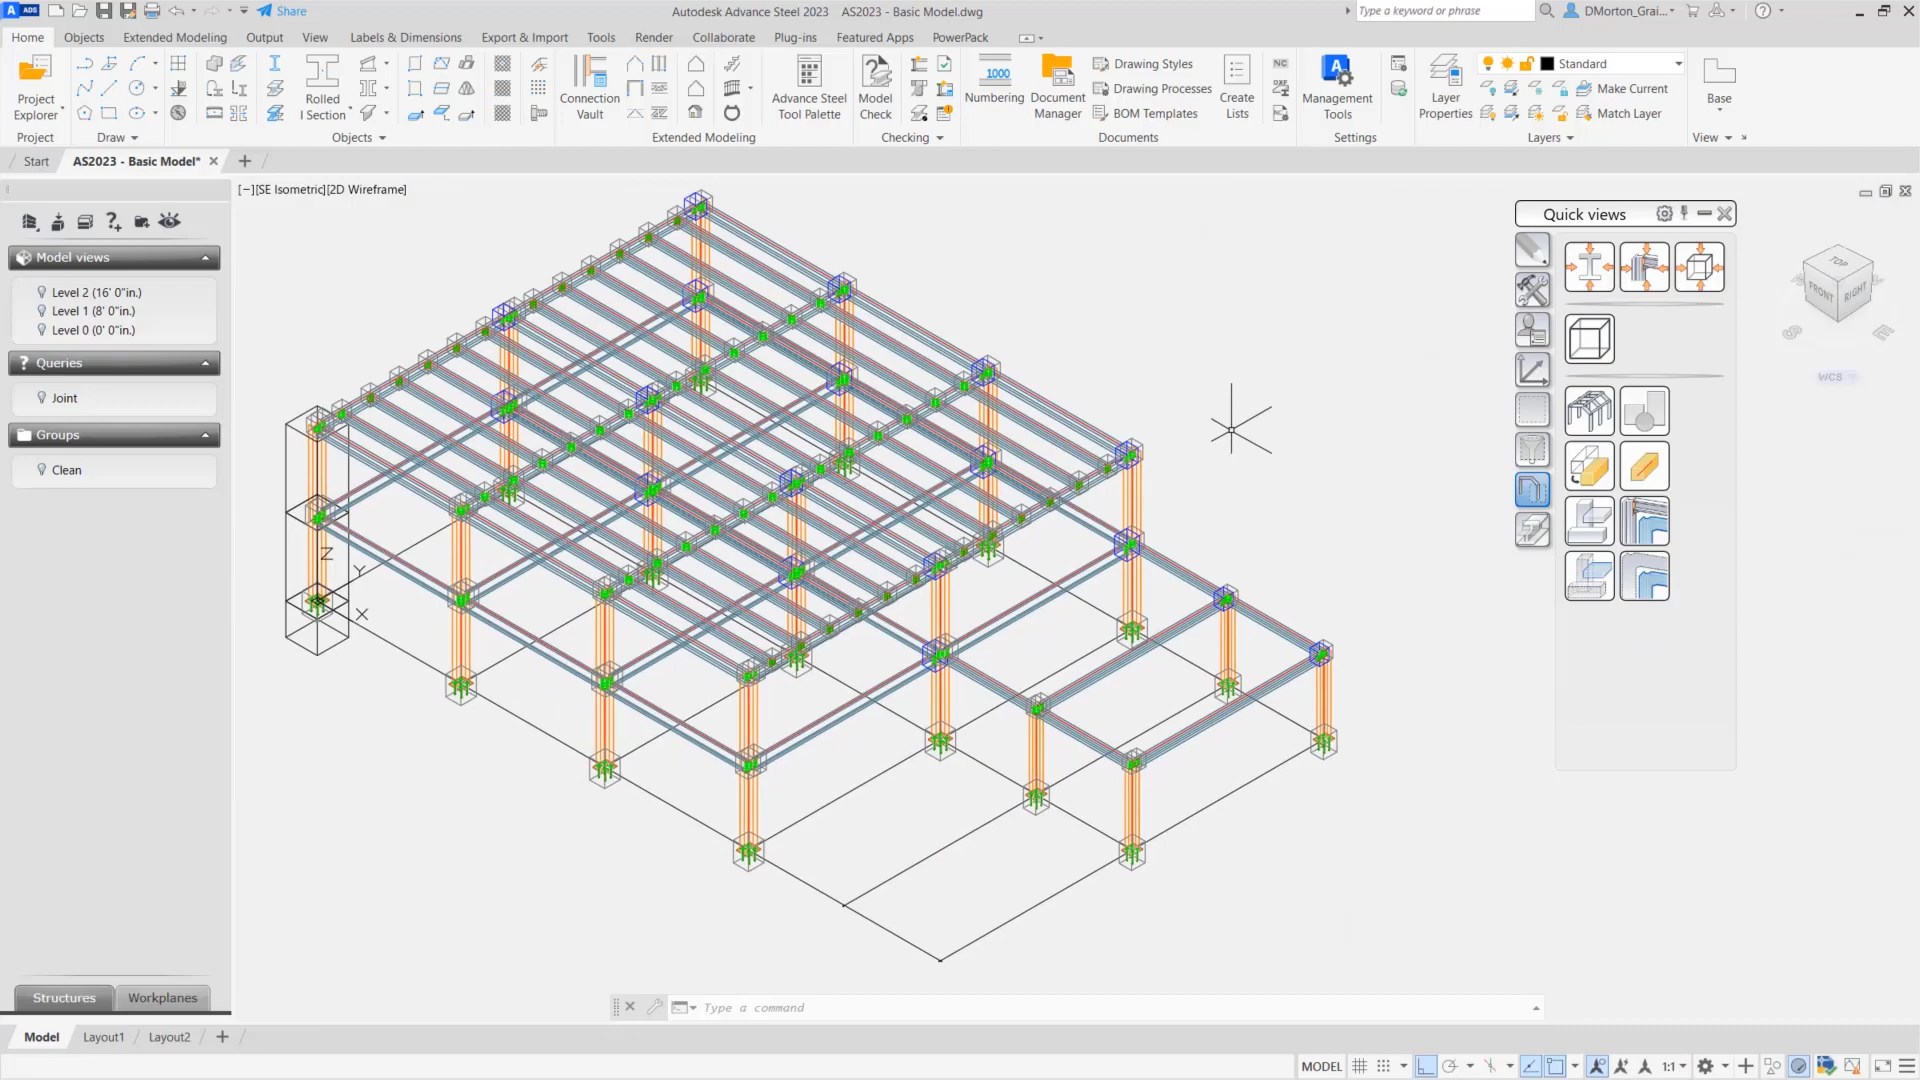 A ADS
Share
Autodesk Advance Steel 2023 AS2023 - Basic Model.dwg
Type a keyword or phrase
DMorton_Grai...
Home Objects Extended Modeling Output View Labels & Dimensions Export & Import Tools Render Collaborate Plug-ins Featured Apps PowerPack
Project Explorer
Rolled I Section
Connection Vault
Advance Steel Tool Palette
Model Check
1000
Numbering
Document Manager
Drawing Styles
Drawing Processes
BOM Templates
Create Lists
NC
DXF
NC
A
Management Tools
Layer Properties
Standard
Make Current
Match Layer
Base
Project Draw Objects Extended Modeling Checking Documents Settings Layers View
Start AS2023 - Basic Model*
[−][SE Isometric][2D Wireframe]
Model views
Level 2 (16' 0"in.)
Level 1 (8' 0"in.)
Level 0 (0' 0"in.)
Queries
Joint
Groups
Clean
Z
Y
X
Quick views
TOP
FRONT RIGHT
S E
WCS
Structures Workplanes
Type a command
Model Layout1 Layout2
MODEL
1:1